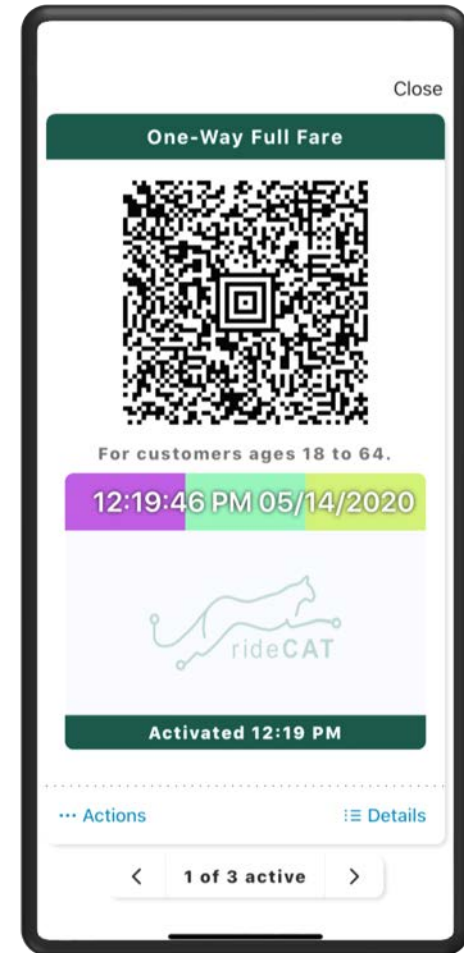 Close
One-Way Full Fare
For customers ages 18 to 64.
12:19:46 PM 05/14/2020
rideCAT
Activated 12:19 PM
••• Actions
Details
1 of 3 active